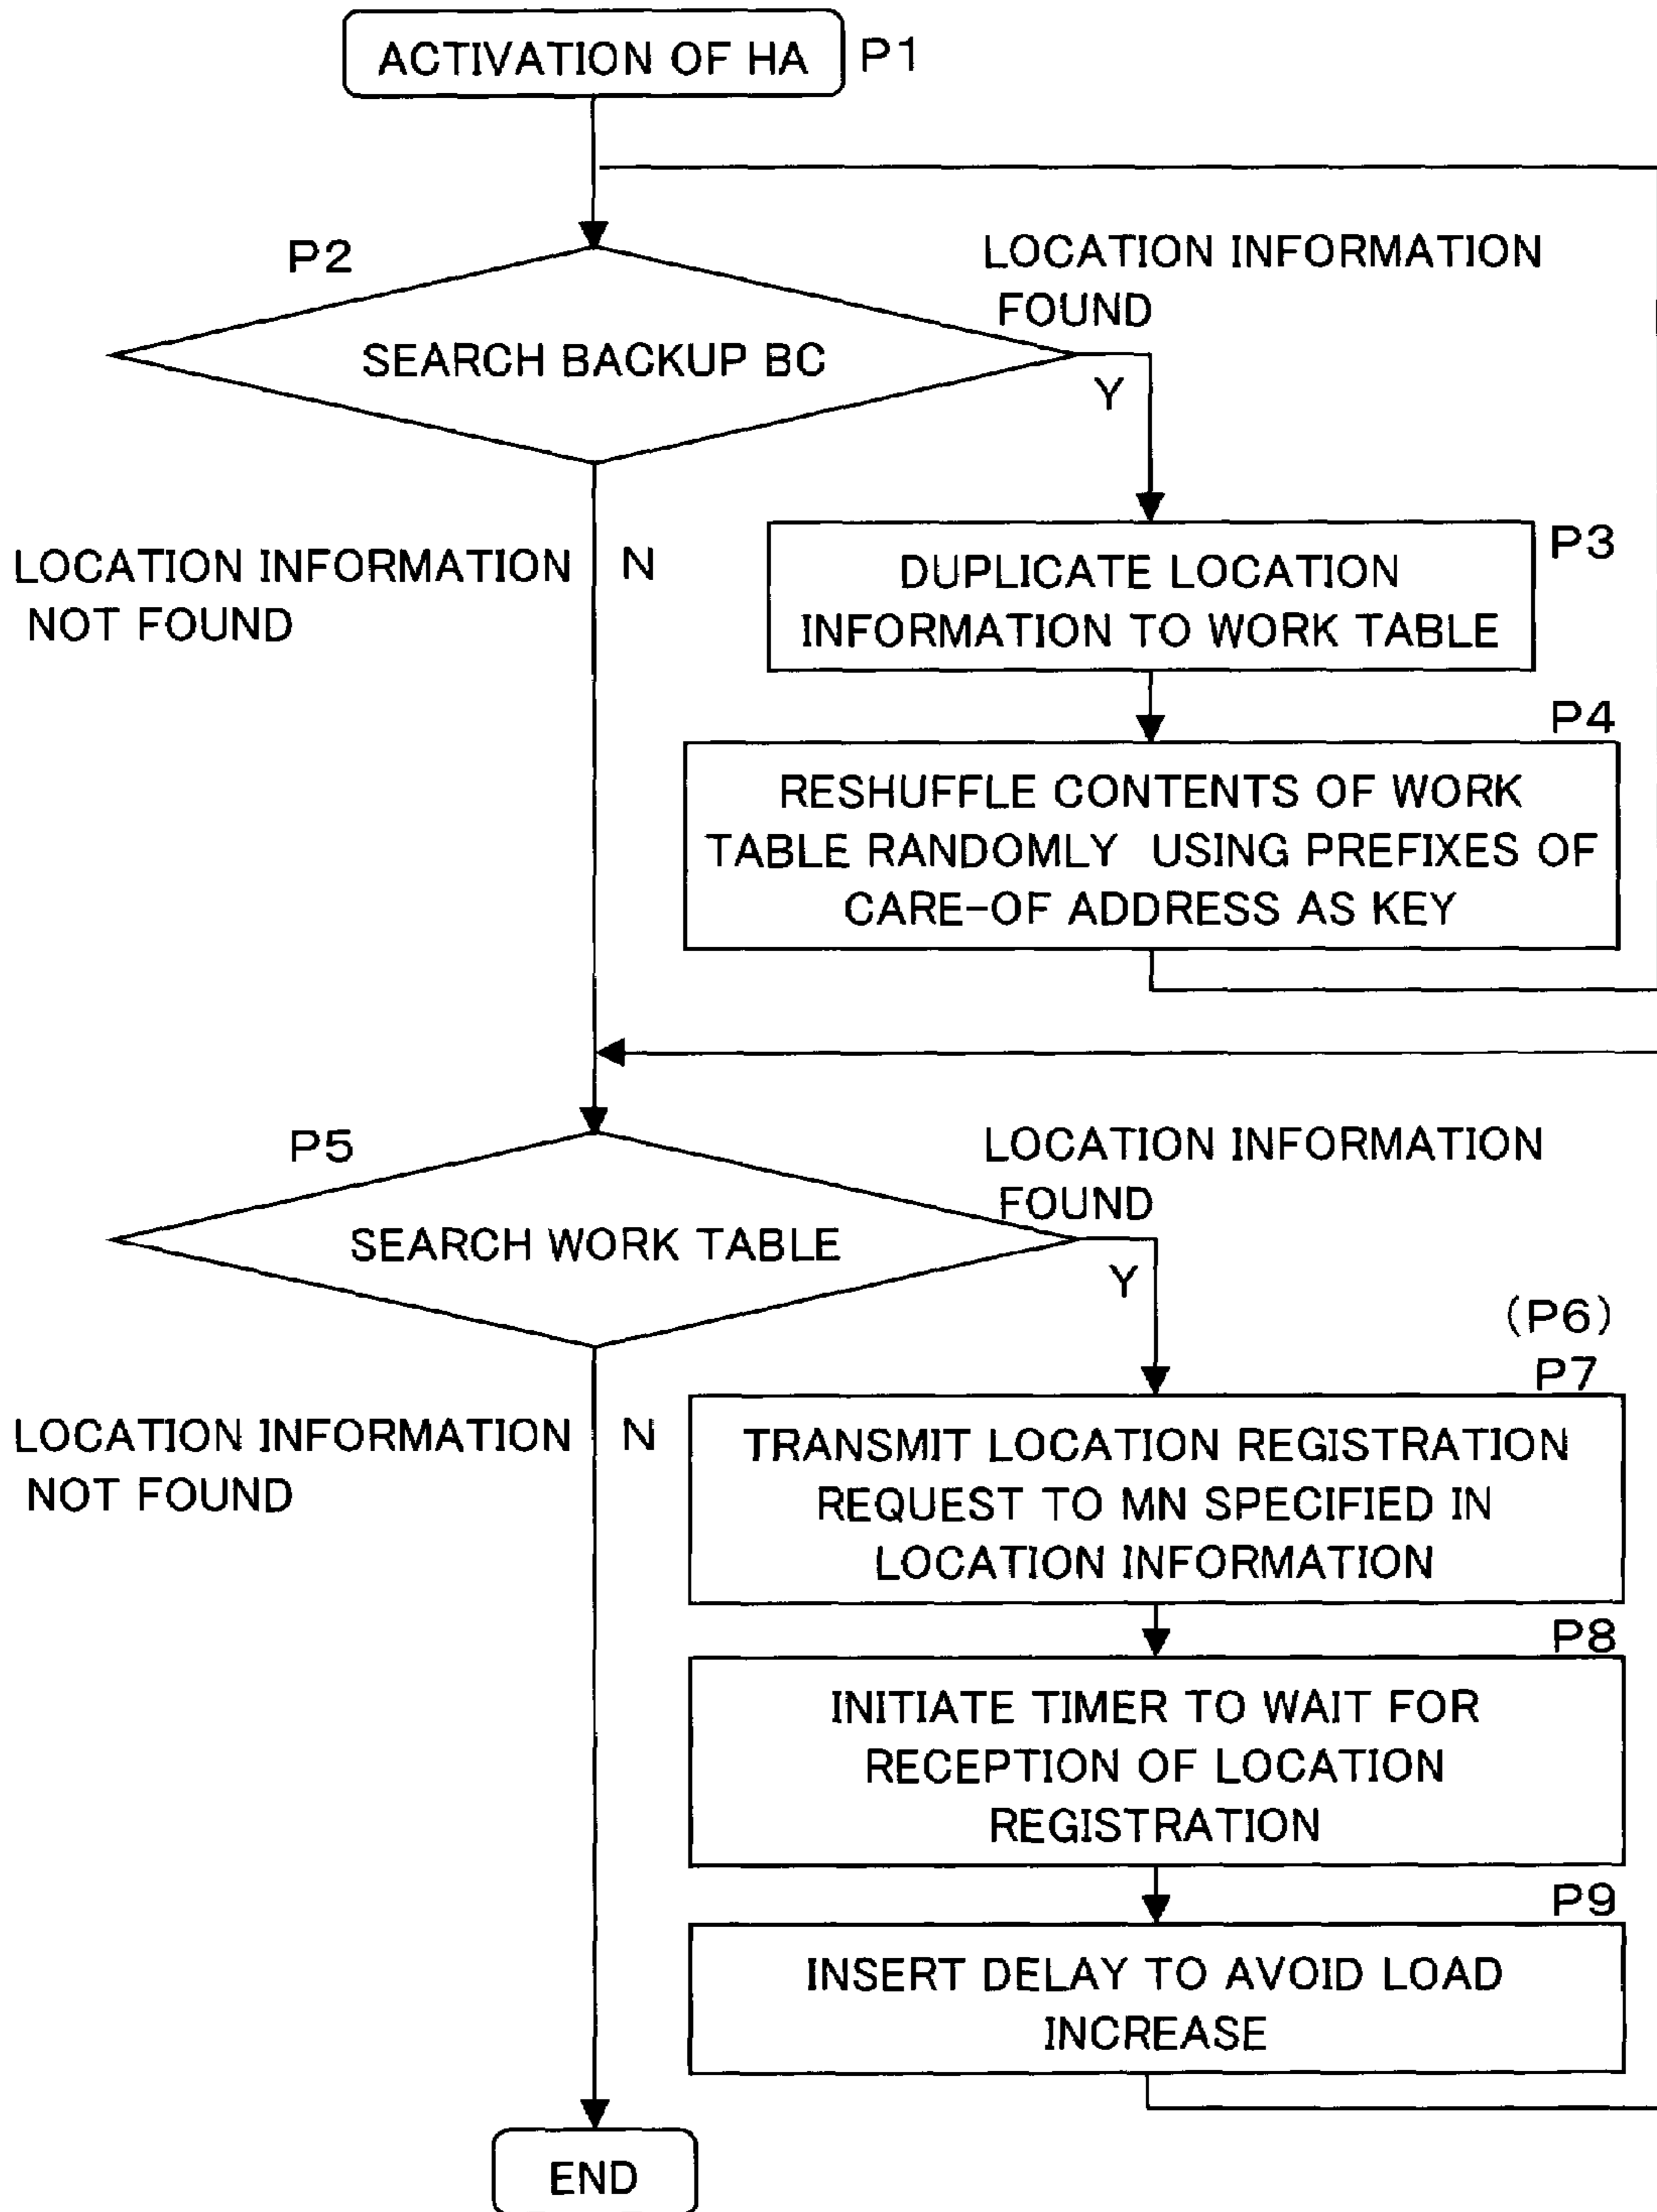 ACTIVATION OF HA
P1
P2
LOCATION INFORMATION
FOUND
SEARCH BACKUP BC
Y
LOCATION INFORMATION
NOT FOUND
N
P3
DUPLICATE LOCATION
INFORMATION TO WORK TABLE
P4
RESHUFFLE CONTENTS OF WORK
TABLE RANDOMLY USING PREFIXES OF
CARE-OF ADDRESS AS KEY
P5
LOCATION INFORMATION
FOUND
SEARCH WORK TABLE
Y
(P6)
P7
LOCATION INFORMATION
NOT FOUND
N
TRANSMIT LOCATION REGISTRATION
REQUEST TO MN SPECIFIED IN
LOCATION INFORMATION
P8
INITIATE TIMER TO WAIT FOR
RECEPTION OF LOCATION
REGISTRATION
P9
INSERT DELAY TO AVOID LOAD
INCREASE
END